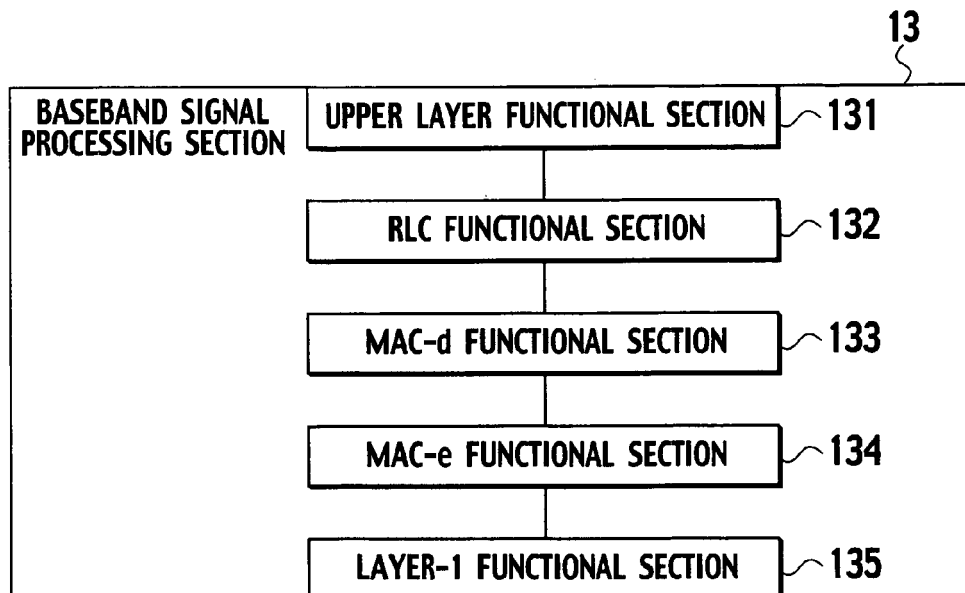 13
BASEBAND SIGNAL
PROCESSING SECTION
UPPER LAYER FUNCTIONAL SECTION
131
RLC FUNCTIONAL SECTION
132
MAC-d FUNCTIONAL SECTION
133
MAC-e FUNCTIONAL SECTION
134
LAYER-1 FUNCTIONAL SECTION
135